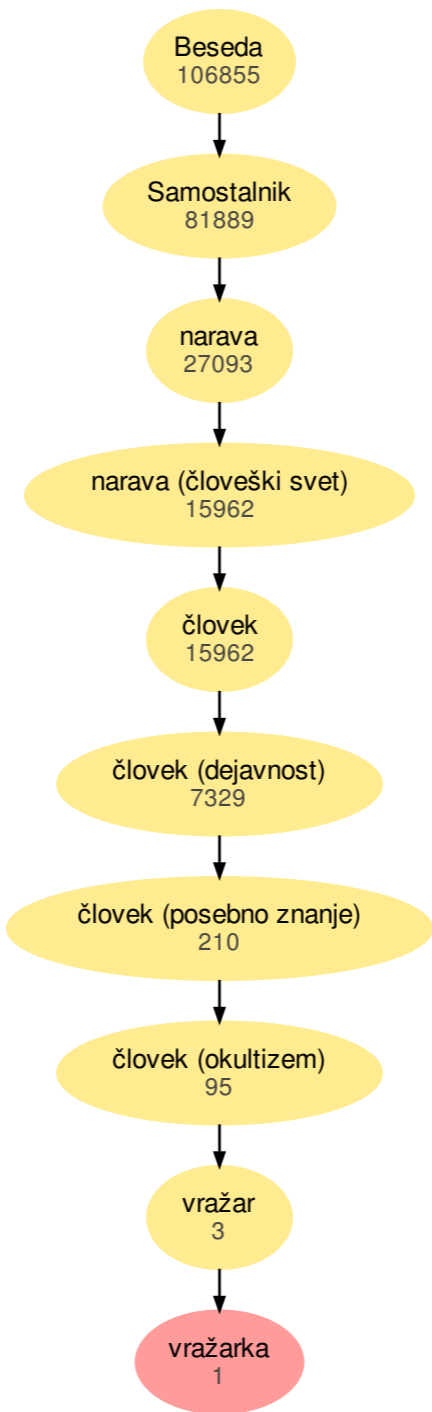 Beseda
106855
Samostalnik
81889
narava
27093
narava (človeški svet)
15962
človek
15962
človek (dejavnost)
7329
človek (posebno znanje)
210
človek (okultizem)
95
vražar
3
vražarka
1